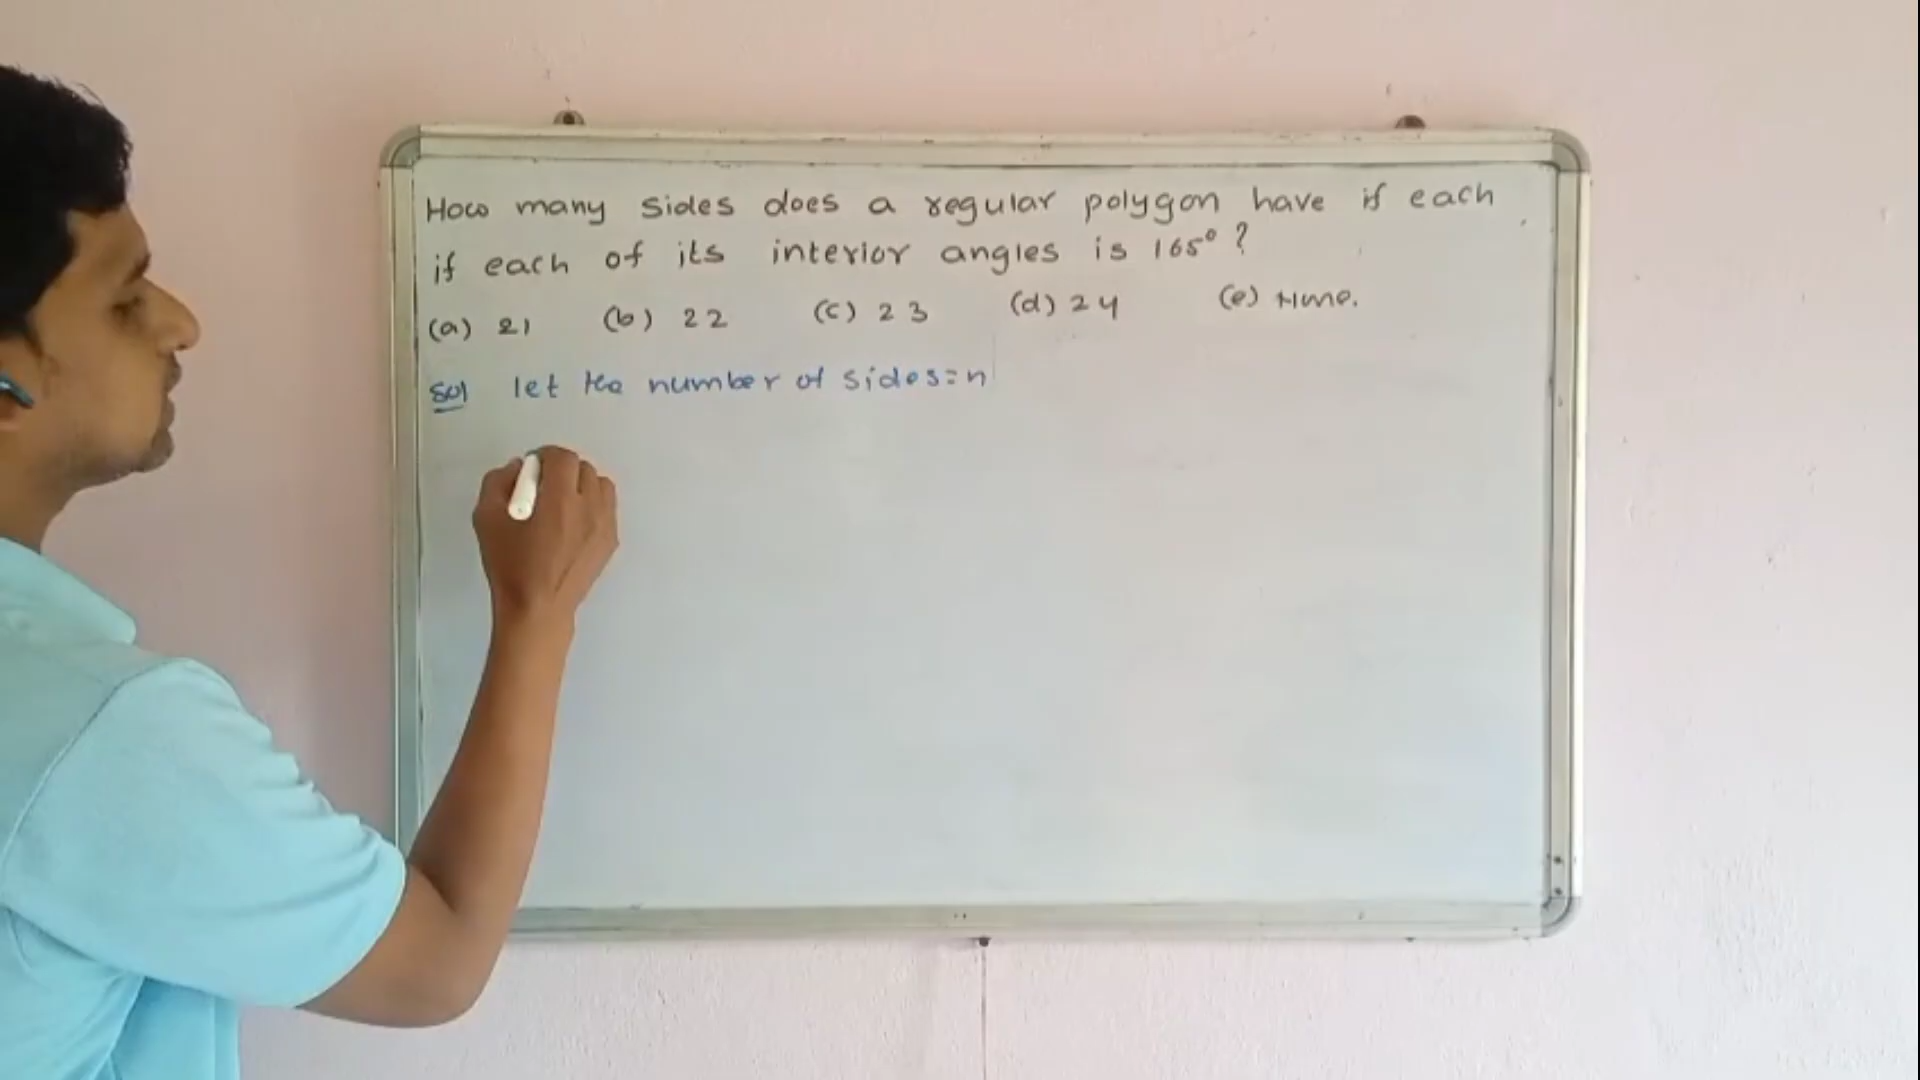 How many sides does a regular polygon have if each
if each of its interior angles is 165° ?
(a) 21 (b) 22 (c) 23 (d) 24 (e) None.
Sol let the number of sides = n